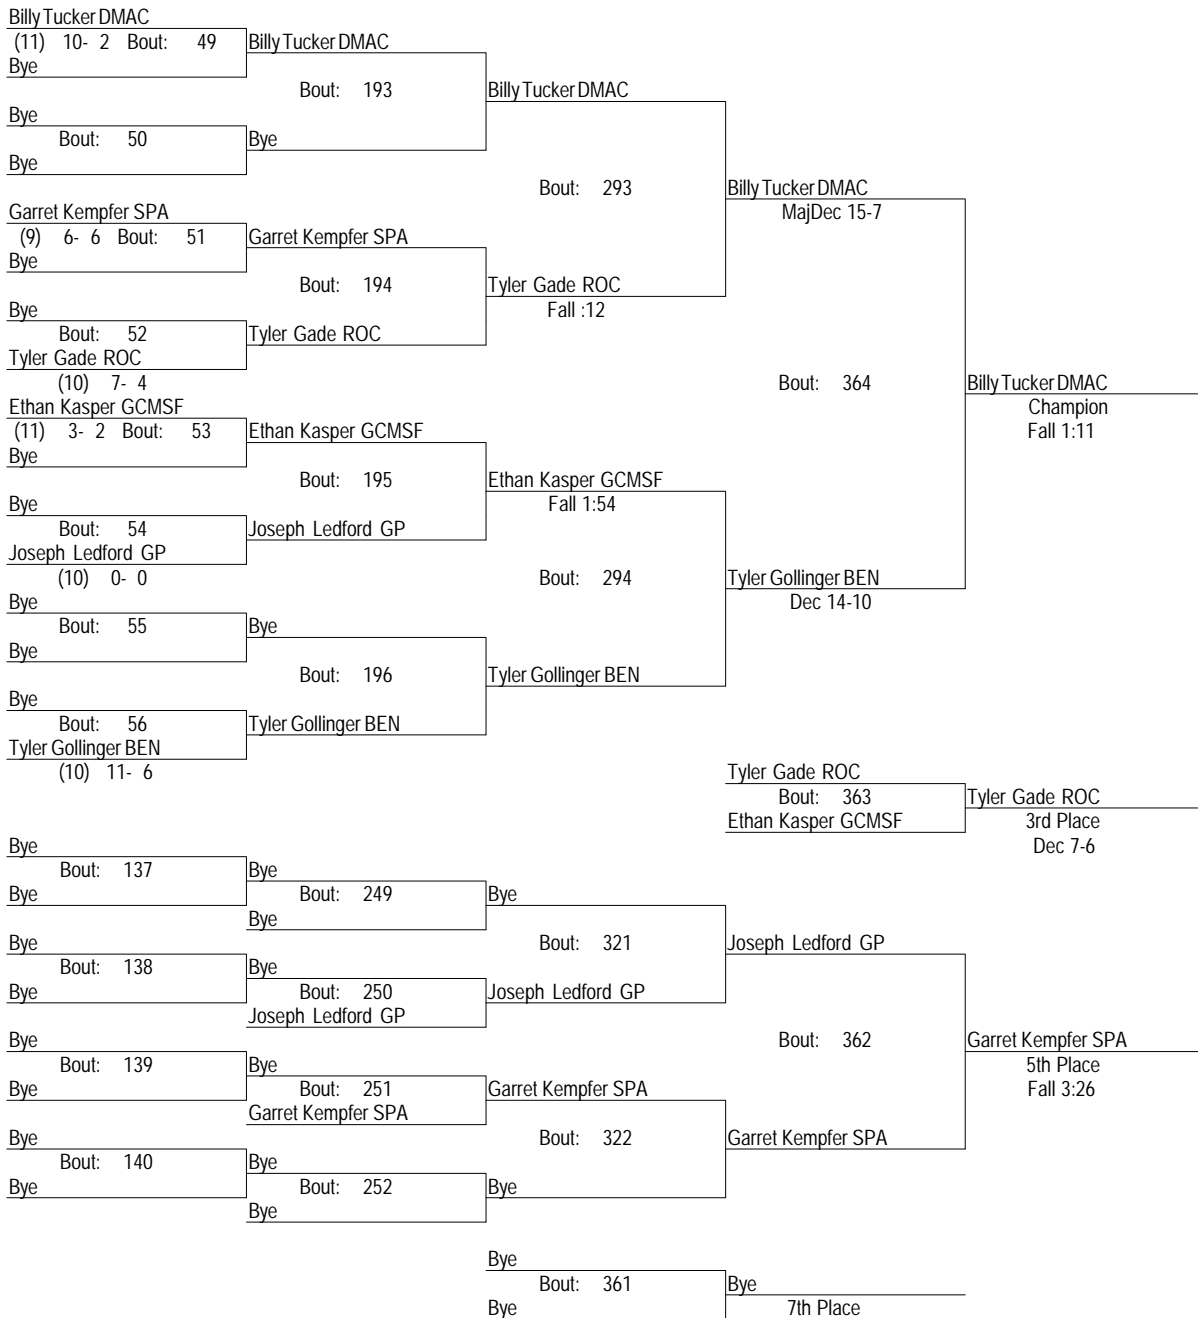 Billy Tucker DMAC
(11) 10- 2 Bout: 49 Billy Tucker DMAC
Bye
Bout: 193 Billy Tucker DMAC
Bye
Bout: 50 Bye
Bye
Bout: 293 Billy Tucker DMAC
Garret Kempfer SPA MajDec 15-7
(9) 6- 6 Bout: 51 Garret Kempfer SPA
Bye
Bout: 194 Tyler Gade ROC
Bye Fall :12
Bout: 52 Tyler Gade ROC
Tyler Gade ROC
(10) 7- 4 Bout: 364 Billy Tucker DMAC
Ethan Kasper GCMSF Champion
(11) 3- 2 Bout: 53 Ethan Kasper GCMSF Fall 1:11
Bye
Bout: 195 Ethan Kasper GCMSF
Bye Fall 1:54
Bout: 54 Joseph Ledford GP
Joseph Ledford GP
(10) 0- 0 Bout: 294 Tyler Gollinger BEN
Bye Dec 14-10
Bout: 55 Bye
Bye
Bout: 196 Tyler Gollinger BEN
Bye
Bout: 56 Tyler Gollinger BEN
Tyler Gollinger BEN
(10) 11- 6 Tyler Gade ROC
Bout: 363 Tyler Gade ROC
Ethan Kasper GCMSF 3rd Place
Bye Dec 7-6
Bout: 137 Bye
Bye Bout: 249 Bye
Bye
Bye Bout: 321 Joseph Ledford GP
Bout: 138 Bye
Bye Bout: 250 Joseph Ledford GP
Joseph Ledford GP
Bye Bout: 362 Garret Kempfer SPA
Bout: 139 Bye 5th Place
Bye Bout: 251 Garret Kempfer SPA Fall 3:26
Garret Kempfer SPA
Bye Bout: 322 Garret Kempfer SPA
Bout: 140 Bye
Bye Bout: 252 Bye
Bye
Bye
Bout: 361 Bye
Bye 7th Place